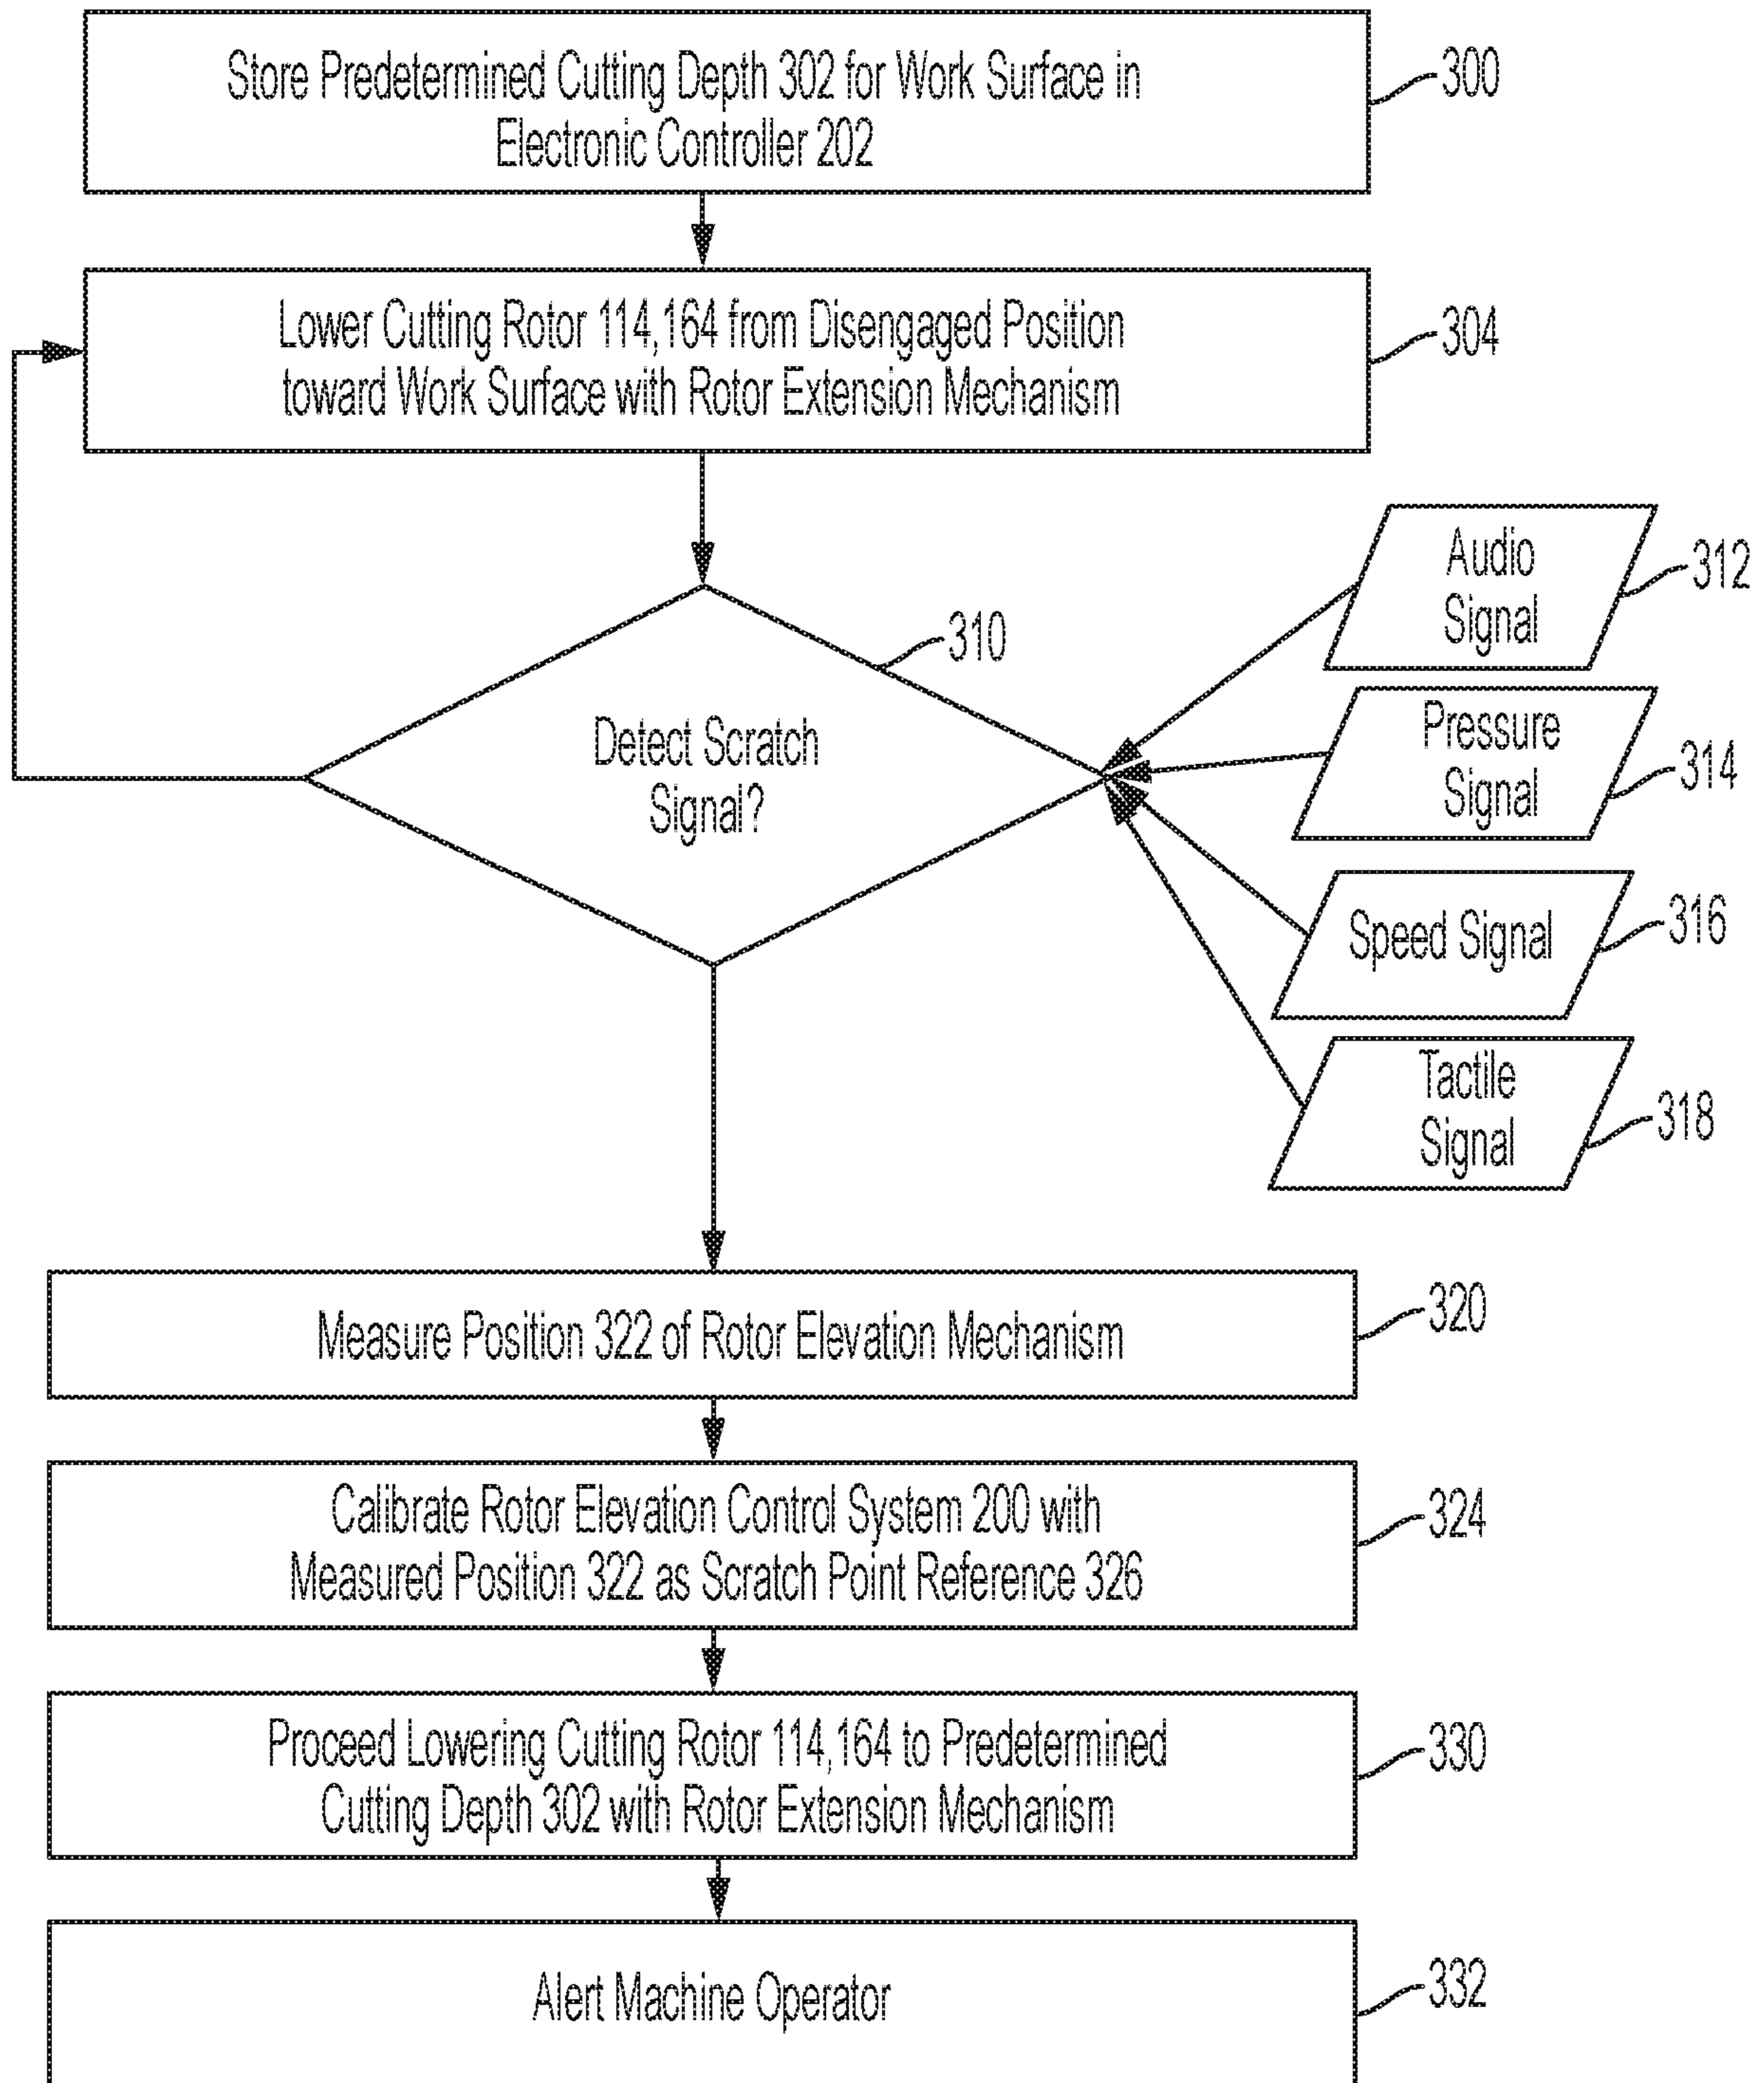 Store Predetermined Cutting Depth 302 for Work Surface in
Electronic Controller 202
300
Lower Cutting Rotor 114,164 from Disengaged Position
toward Work Surface with Rotor Extension Mechanism
304
Audio
Signal
312
310
Detect Scratch
Signal?
Pressure
Signal
314
Speed Signal
316
Tactile
Signal
318
Measure Position 322 of Rotor Elevation Mechanism
320
Calibrate Rotor Elevation Control System 200 with
Measured Position 322 as Scratch Point Reference 326
324
Proceed Lowering Cutting Rotor 114,164 to Predetermined
Cutting Depth 302 with Rotor Extension Mechanism
330
Alert Machine Operator
332